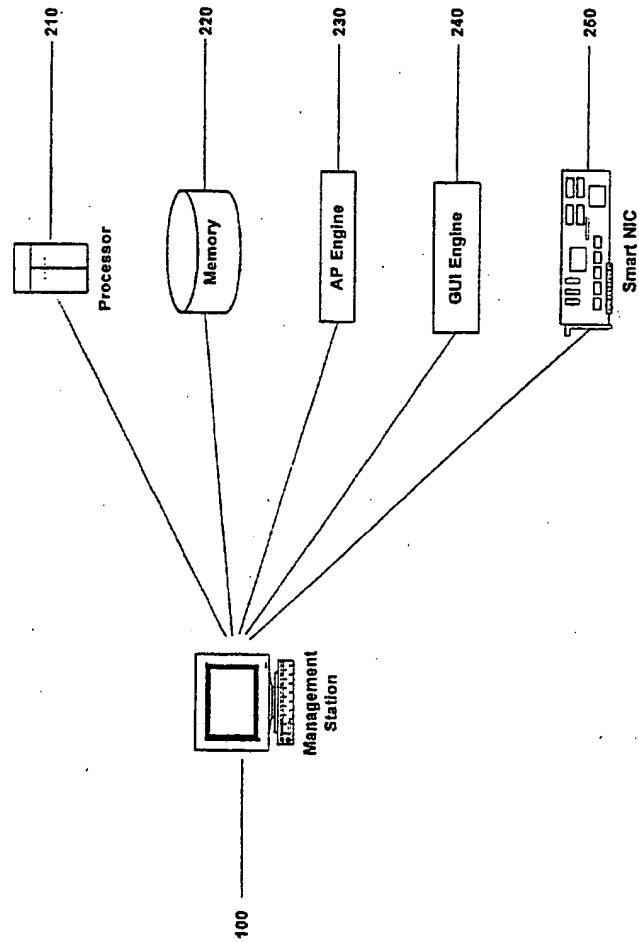 210
Processor
220
Memory
230
AP Engine
240
GUI Engine
250
Smart NIC
Management
Station
100